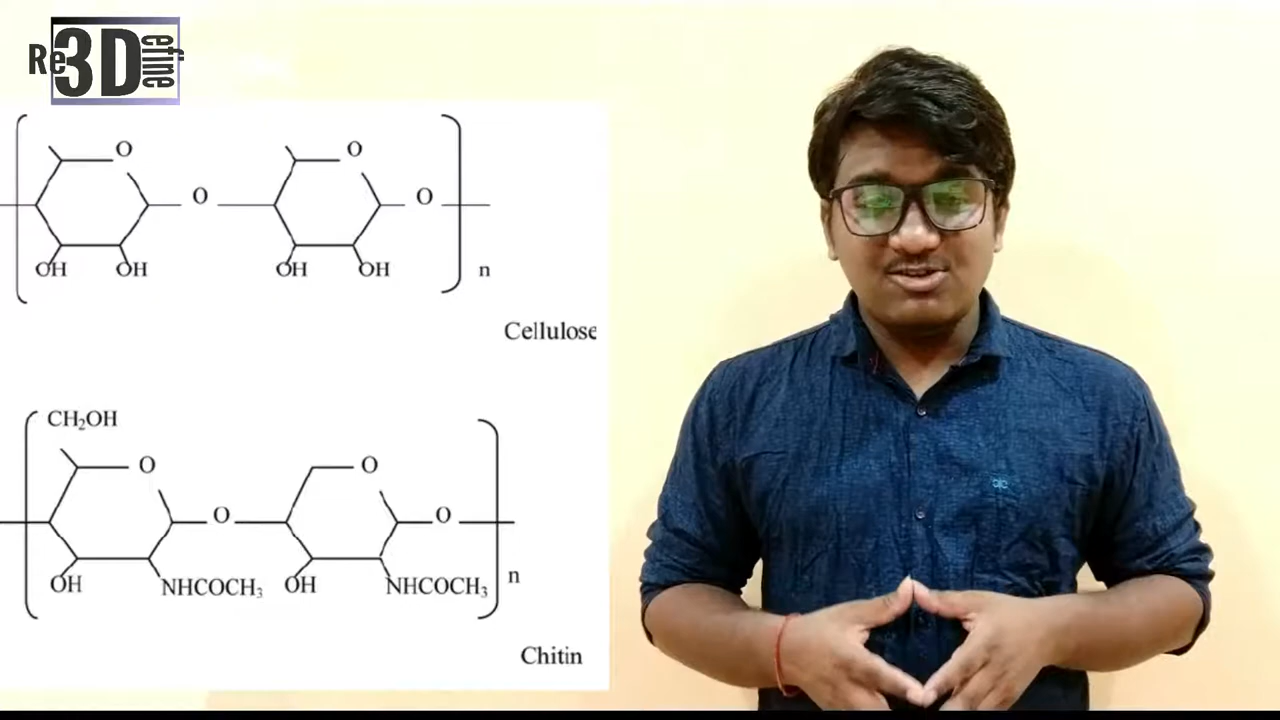 Re3Define
O O
O O
OH OH OH OH n
Cellulose
CH₂OH
O O
O O
OH NHCOCH₃ OH NHCOCH₃ n
Chitin